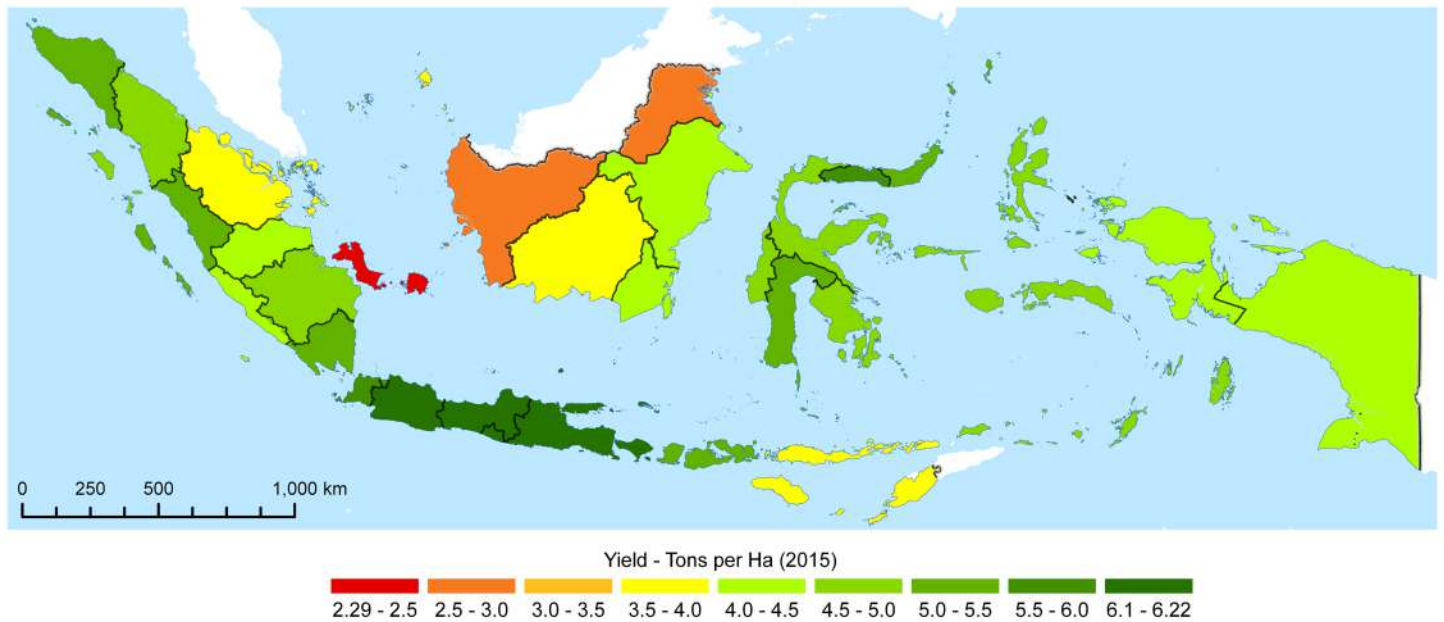 0 250 500 1,000 km
Yield - Tons per Ha (2015)
2.29 - 2.5 2.5 - 3.0 3.0 - 3.5 3.5 - 4.0 4.0 - 4.5 4.5 - 5.0 5.0 - 5.5 5.5 - 6.0 6.1 - 6.22